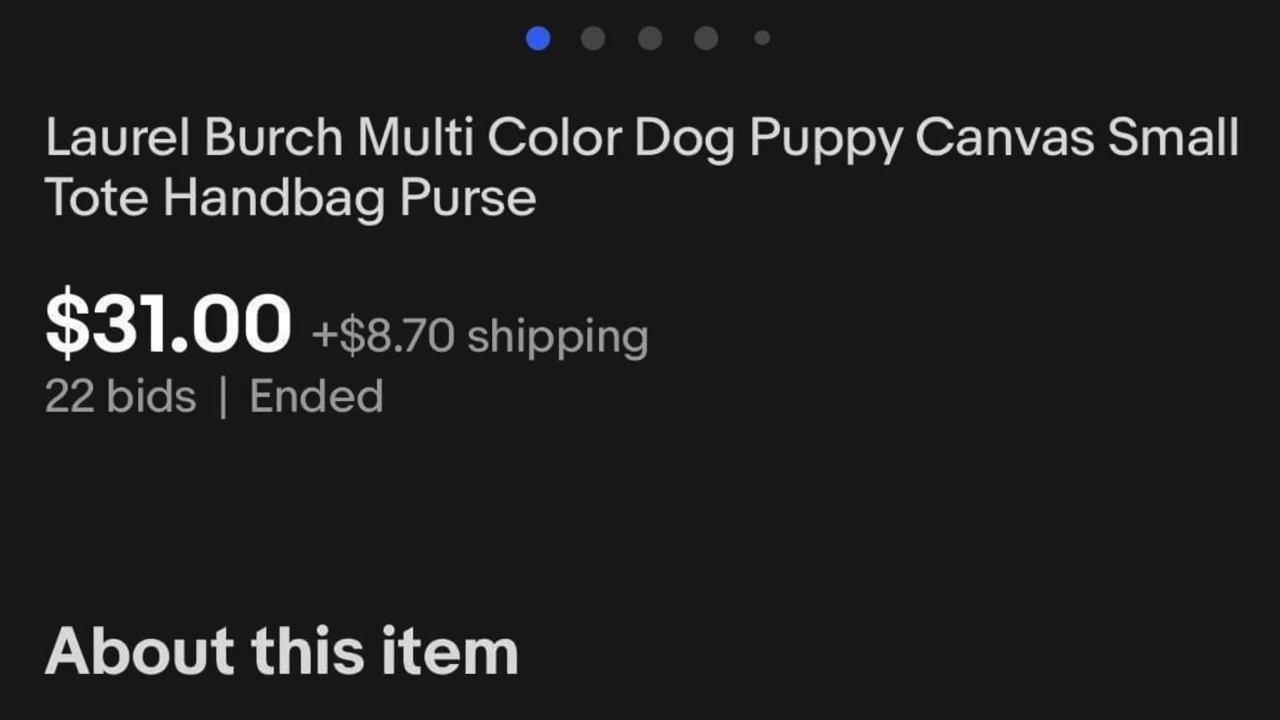 Laurel Burch Multi Color Dog Puppy Canvas Small
Tote Handbag Purse
$31.00 +$8.70 shipping
22 bids | Ended
About this item